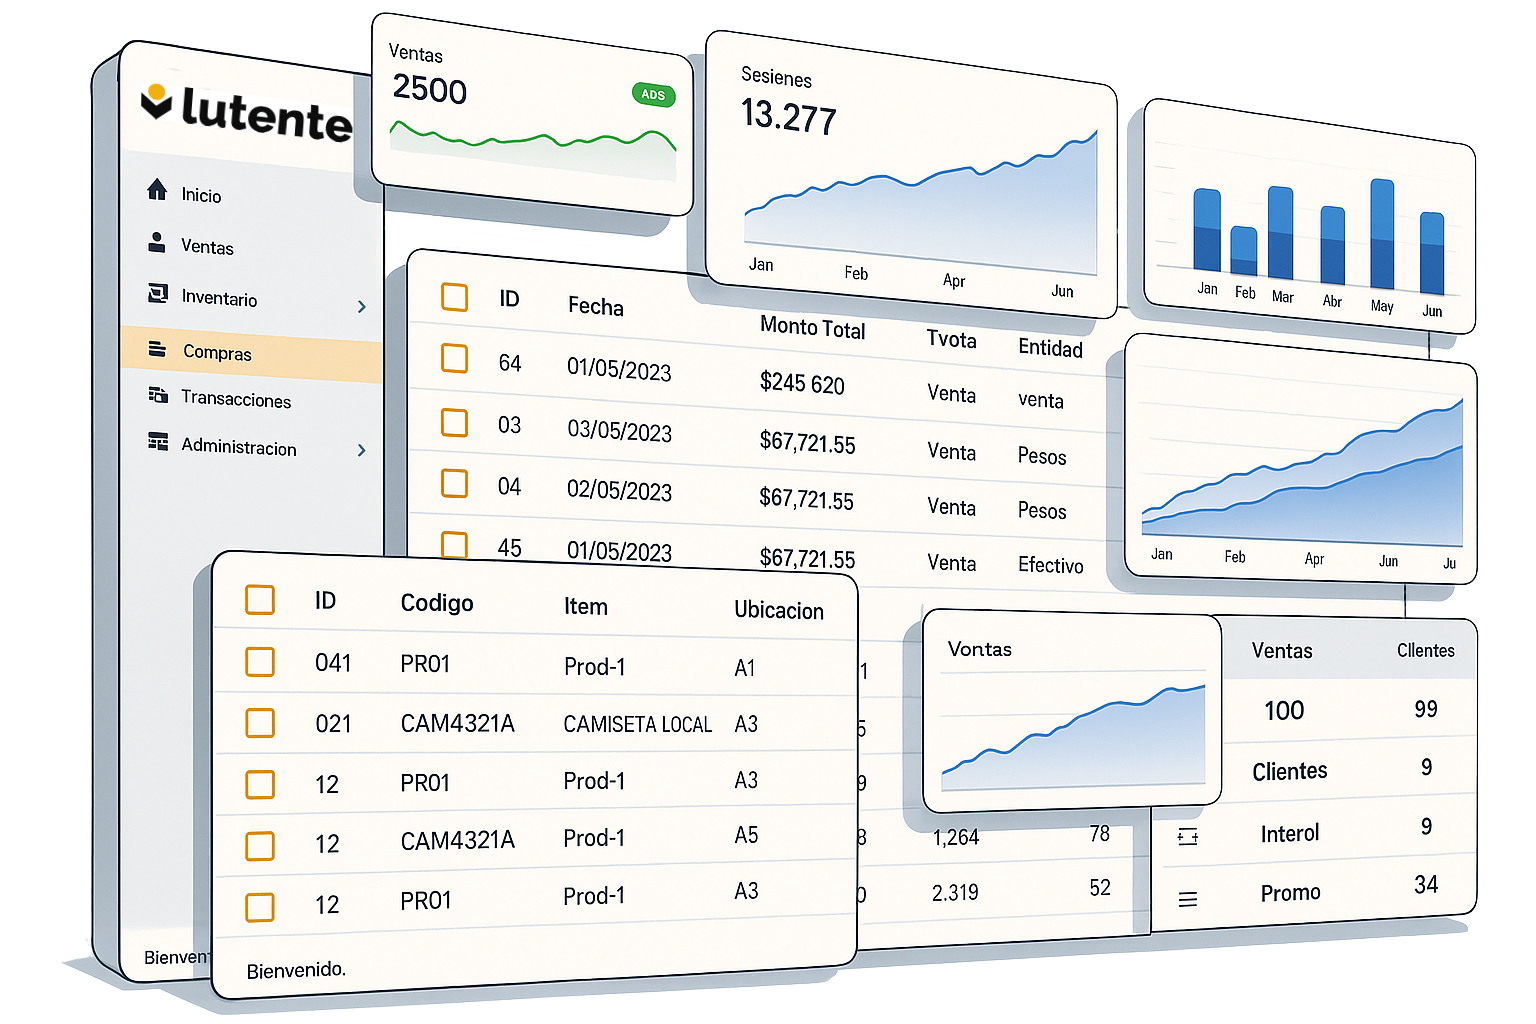 lutente
Inicio
Ventas
Inventario
Compras
Transacciones
Administracion
Bienven
Ventas
2500
ADS
Sesienes
13.277
Jan Feb Apr Jun
Jan Feb Mar Abr May Jun
ID Fecha Monto Total Tvota Entidad
64 01/05/2023 $245 620 Venta venta
03 03/05/2023 $67,721.55 Venta Pesos
04 02/05/2023 $67,721.55 Venta Pesos
45 01/05/2023 $67,721.55 Venta Efectivo
Jan Feb Apr Jun Ju
ID Codigo Item Ubicacion
041 PR01 Prod-1 A1
021 CAM4321A CAMISETA LOCAL A3
12 PR01 Prod-1 A3
12 CAM4321A Prod-1 A5
12 PR01 Prod-1 A3
Bienvenido.
1
5
9
8 1,264 78
0 2.319 52
Vontas
Ventas Cllentes
100 99
Clientes 9
Interol 9
Promo 34